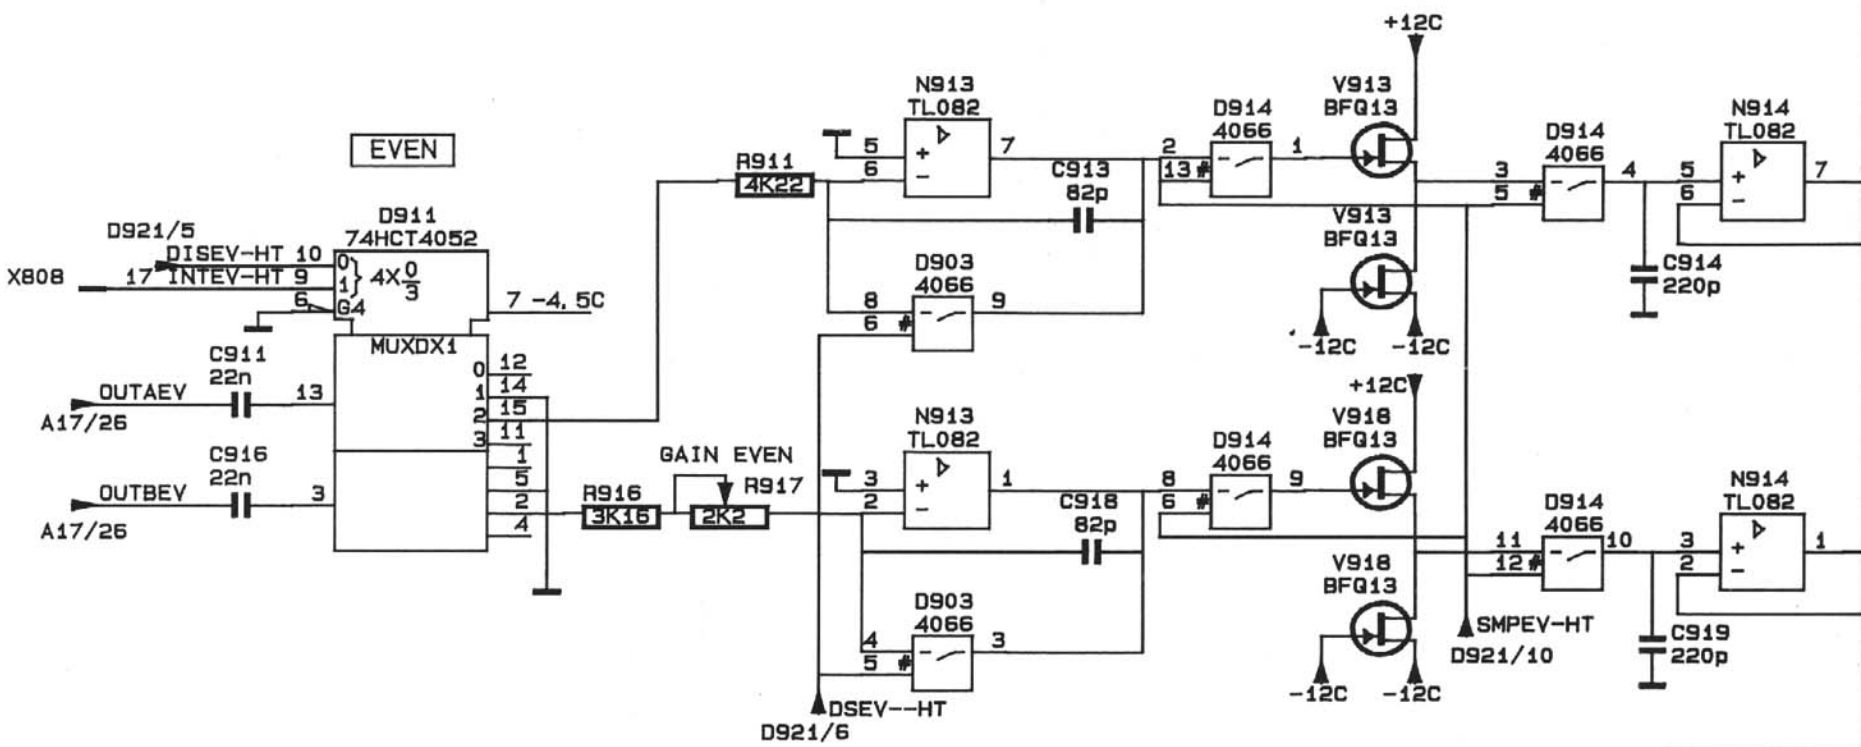 +12C
N913
TL082
V913
BFQ13
D914
4066
D914
4066
N914
TL082
EVEN
5
+
7
2
1
3
4
5
+
7
R911
4K22
6
-
C913
82p
13 #
5 #
6
-
D921/5
D911
74HCT4052
V913
BFQ13
DISEV-HT 10
0
X808
17 INTEV-HT 9
1
} 4X 0/3
D903
4066
C914
220p
6
G4
7 -4,5C
8
9
6 #
-12C
-12C
MUXDX1
C911
22n
0 12
1 14
+12C
OUTAEV
13
2 15
A17/26
3 11
N913
TL082
V918
BFQ13
D914
4066
C916
22n
1
GAIN EVEN
N914
TL082
5
R916
3K16
R917
2K2
3
+
1
8
9
D914
4066
OUTBEV
3
2
2
-
C918
82p
6 #
A17/26
4
11
10
3
+
1
12 #
2
-
V918
BFQ13
D903
4066
4
3
5 #
SMPEV-HT
D921/10
C919
220p
-12C
-12C
DSEV--HT
D921/6